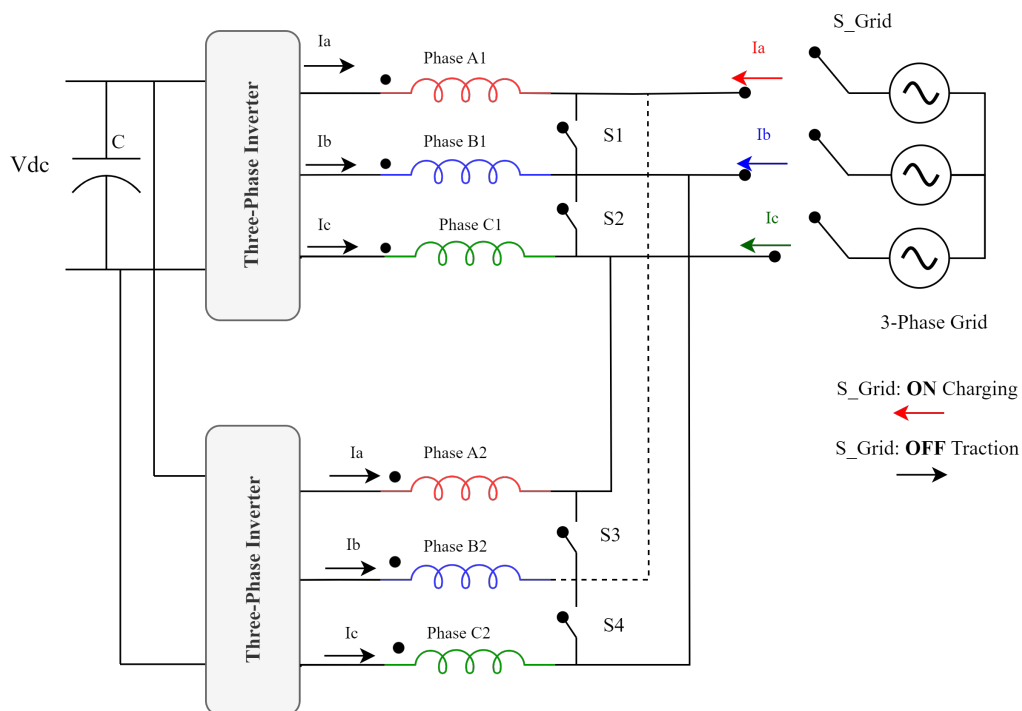 S_Grid
Ia
Phase A1
Ia
C
S1
Vdc
Three-Phase Inverter
Ib
Phase B1
Ib
Ic
Phase C1
S2
Ic
3-Phase Grid
S_Grid: ON Charging
S_Grid: OFF Traction
Three-Phase Inverter
Ia
Phase A2
S3
Ib
Phase B2
Ic
Phase C2
S4